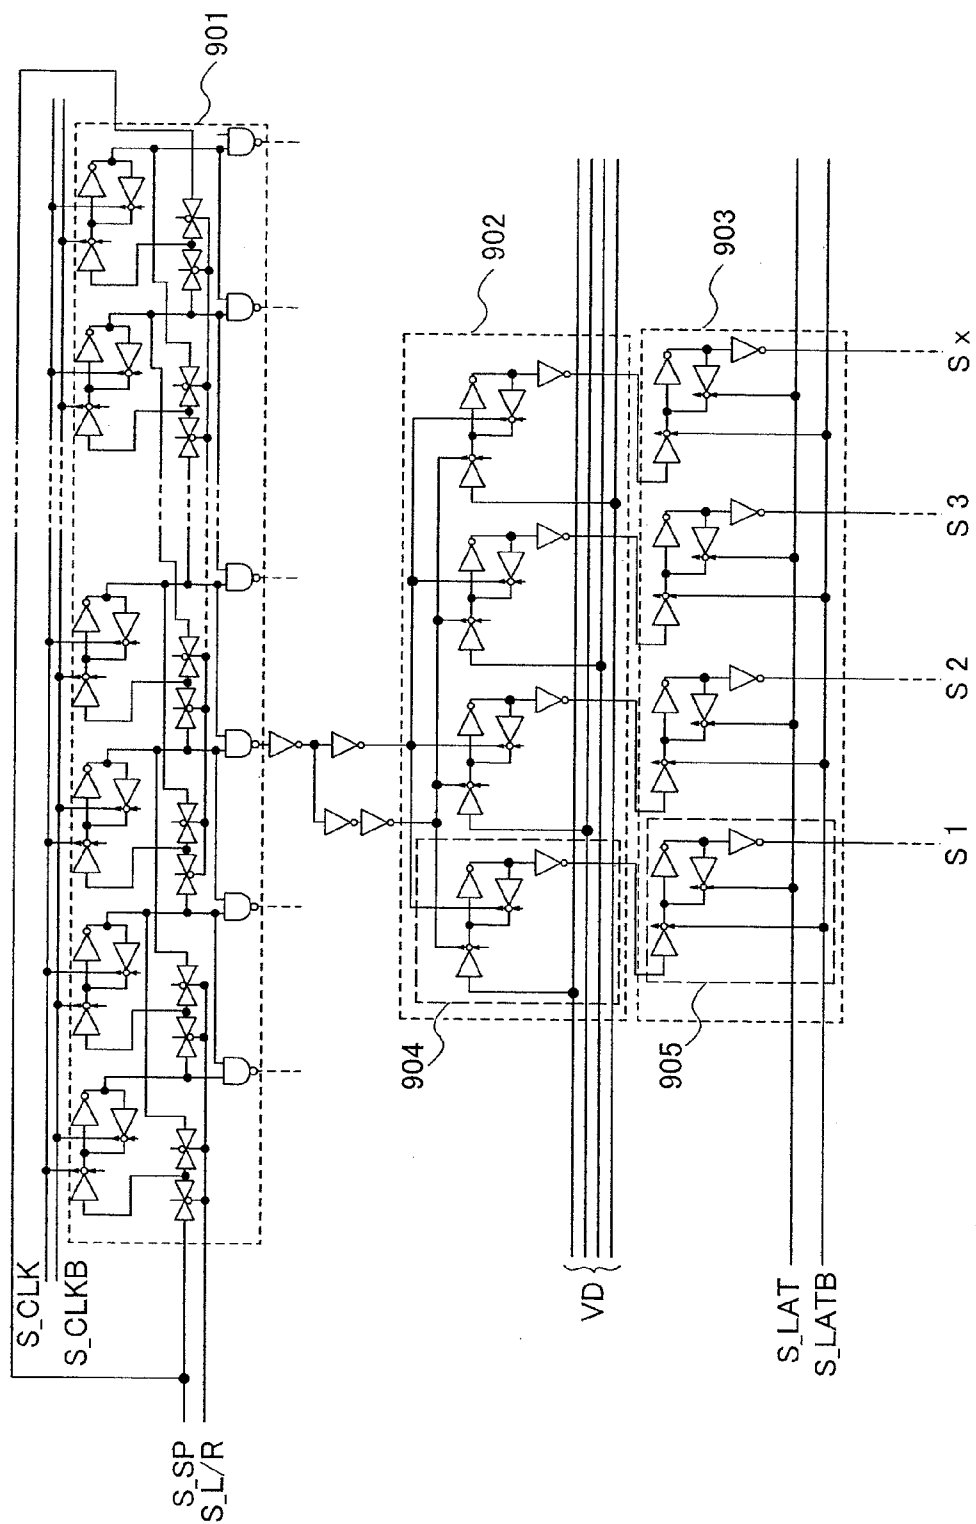 S_CLK
S_CLKB
S_SP
S_L/R
901
902
903
904
905
VD
S_LAT
S_LATB
S1
S2
S3
Sx